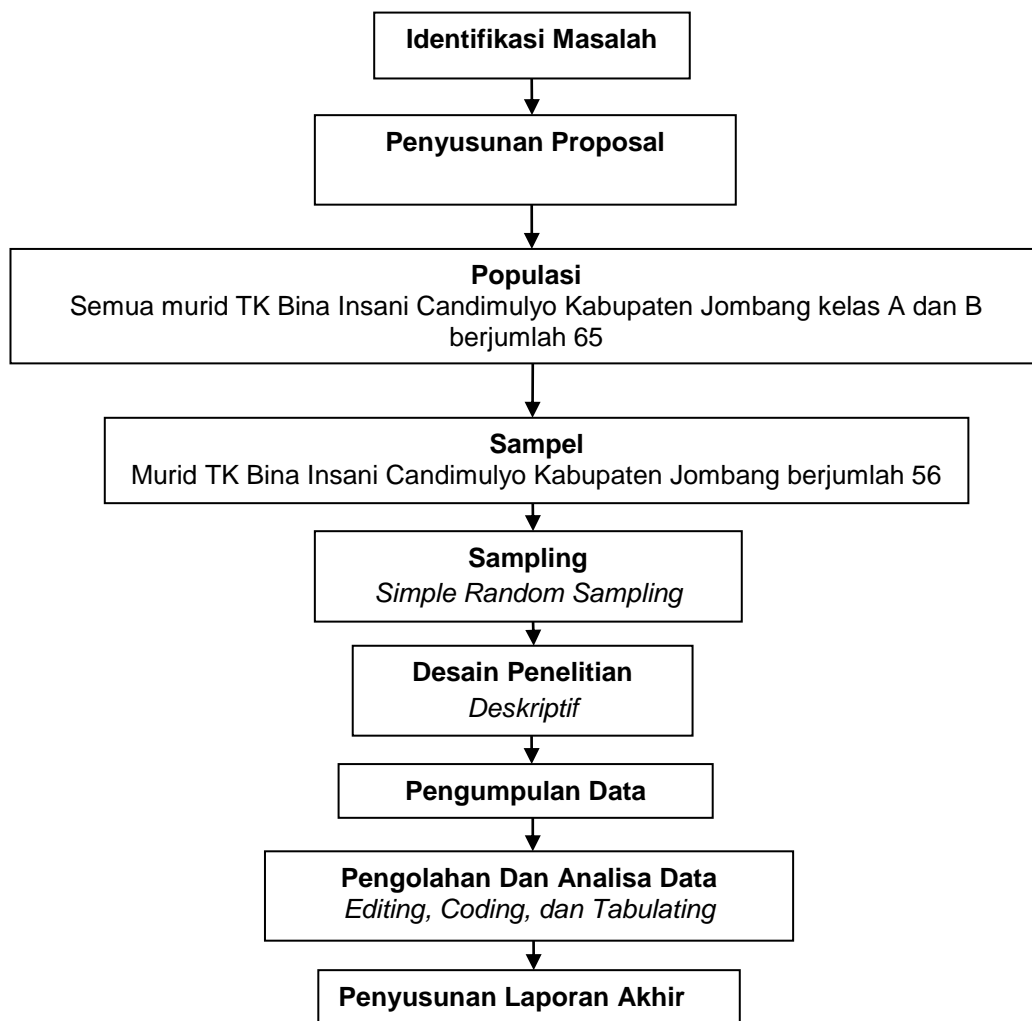 Identifikasi Masalah
Penyusunan Proposal
Populasi
Semua murid TK Bina Insani Candimulyo Kabupaten Jombang kelas A dan B
berjumlah 65
Sampel
Murid TK Bina Insani Candimulyo Kabupaten Jombang berjumlah 56
Sampling
Simple Random Sampling
Desain Penelitian
Deskriptif
Pengumpulan Data
Pengolahan Dan Analisa Data
Editing, Coding, dan Tabulating
Penyusunan Laporan Akhir